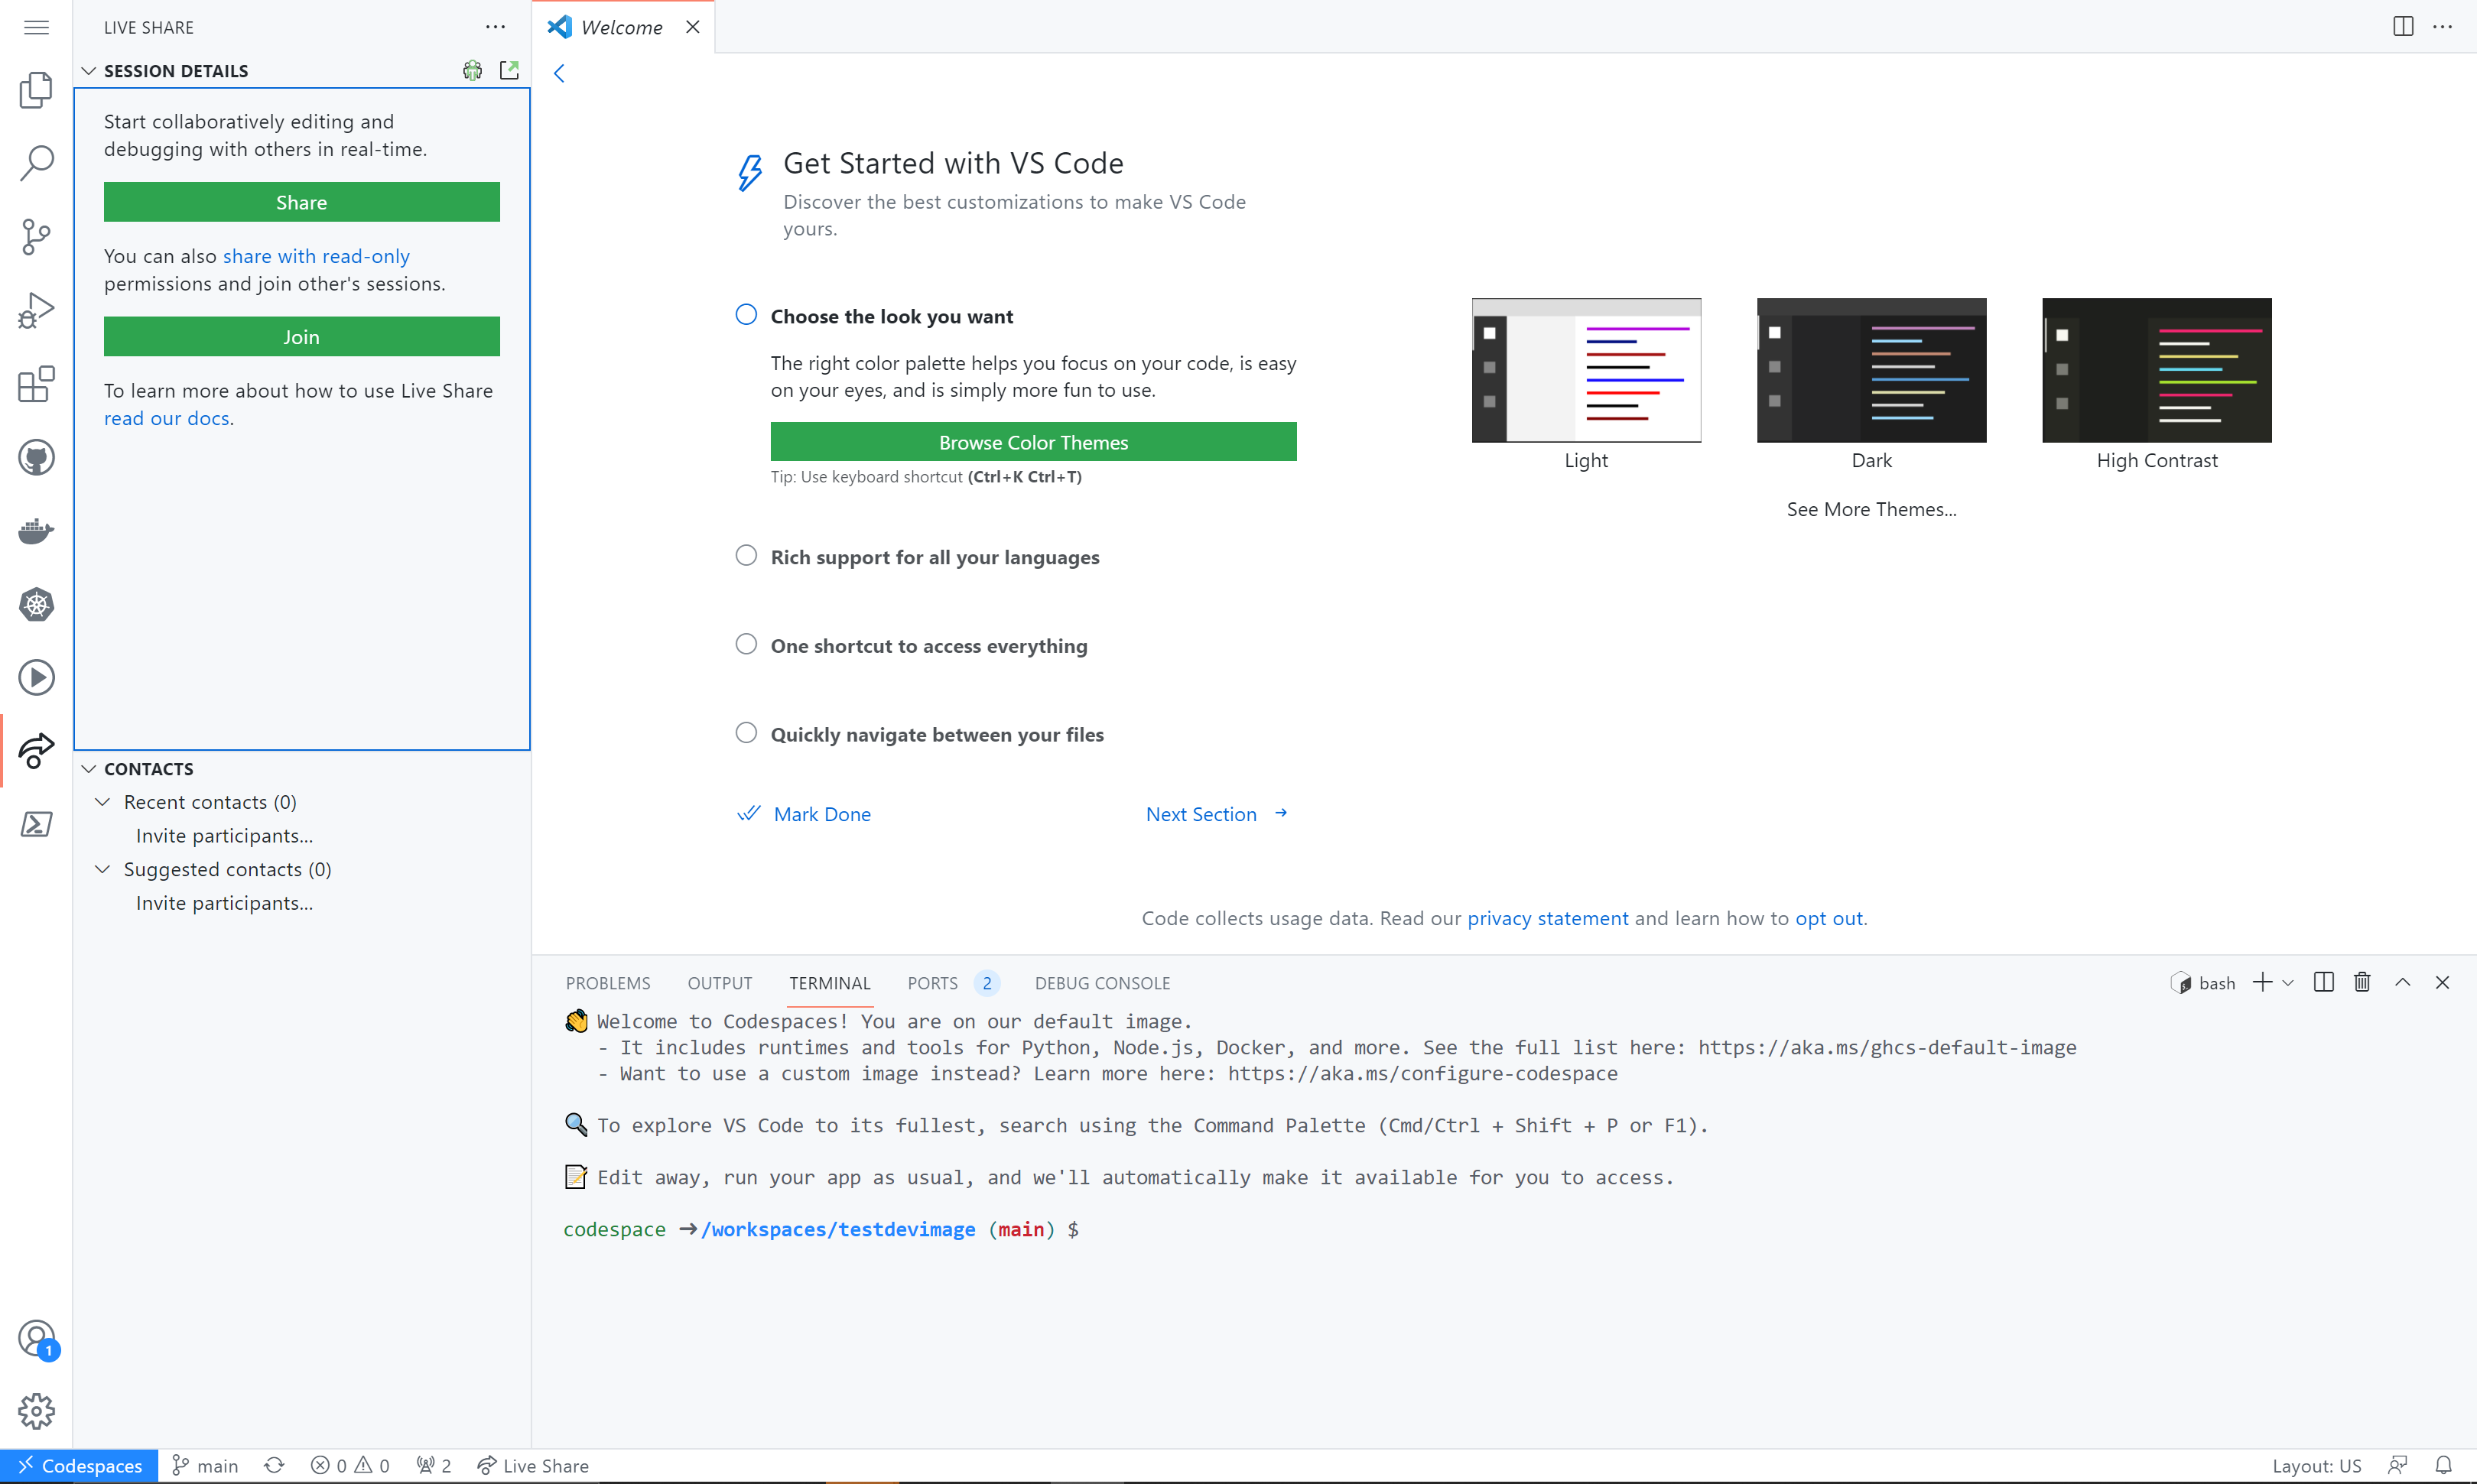 LIVE SHARE
SESSION DETAILS
Start collaboratively editing and
debugging with others in real-time.
Share
You can also share with read-only
permissions and join other's sessions.
Join
To learn more about how to use Live Share
read our docs.
CONTACTS
Recent contacts (0)
Invite participants...
Suggested contacts (0)
Invite participants...
1
Welcome
Get Started with VS Code
Discover the best customizations to make VS Code
yours.
Choose the look you want
The right color palette helps you focus on your code, is easy
on your eyes, and is simply more fun to use.
Browse Color Themes
Tip: Use keyboard shortcut (Ctrl+K Ctrl+T)
Light
Dark
High Contrast
See More Themes...
Rich support for all your languages
One shortcut to access everything
Quickly navigate between your files
Mark Done
Next Section →
Code collects usage data. Read our privacy statement and learn how to opt out.
PROBLEMS OUTPUT TERMINAL PORTS 2 DEBUG CONSOLE
bash
👋 Welcome to Codespaces! You are on our default image.
- It includes runtimes and tools for Python, Node.js, Docker, and more. See the full list here: https://aka.ms/ghcs-default-image
- Want to use a custom image instead? Learn more here: https://aka.ms/configure-codespace
🔍 To explore VS Code to its fullest, search using the Command Palette (Cmd/Ctrl + Shift + P or F1).
📝 Edit away, run your app as usual, and we'll automatically make it available for you to access.
codespace → /workspaces/testdevimage (main) $
Codespaces main 0 0 2 Live Share
Layout: US